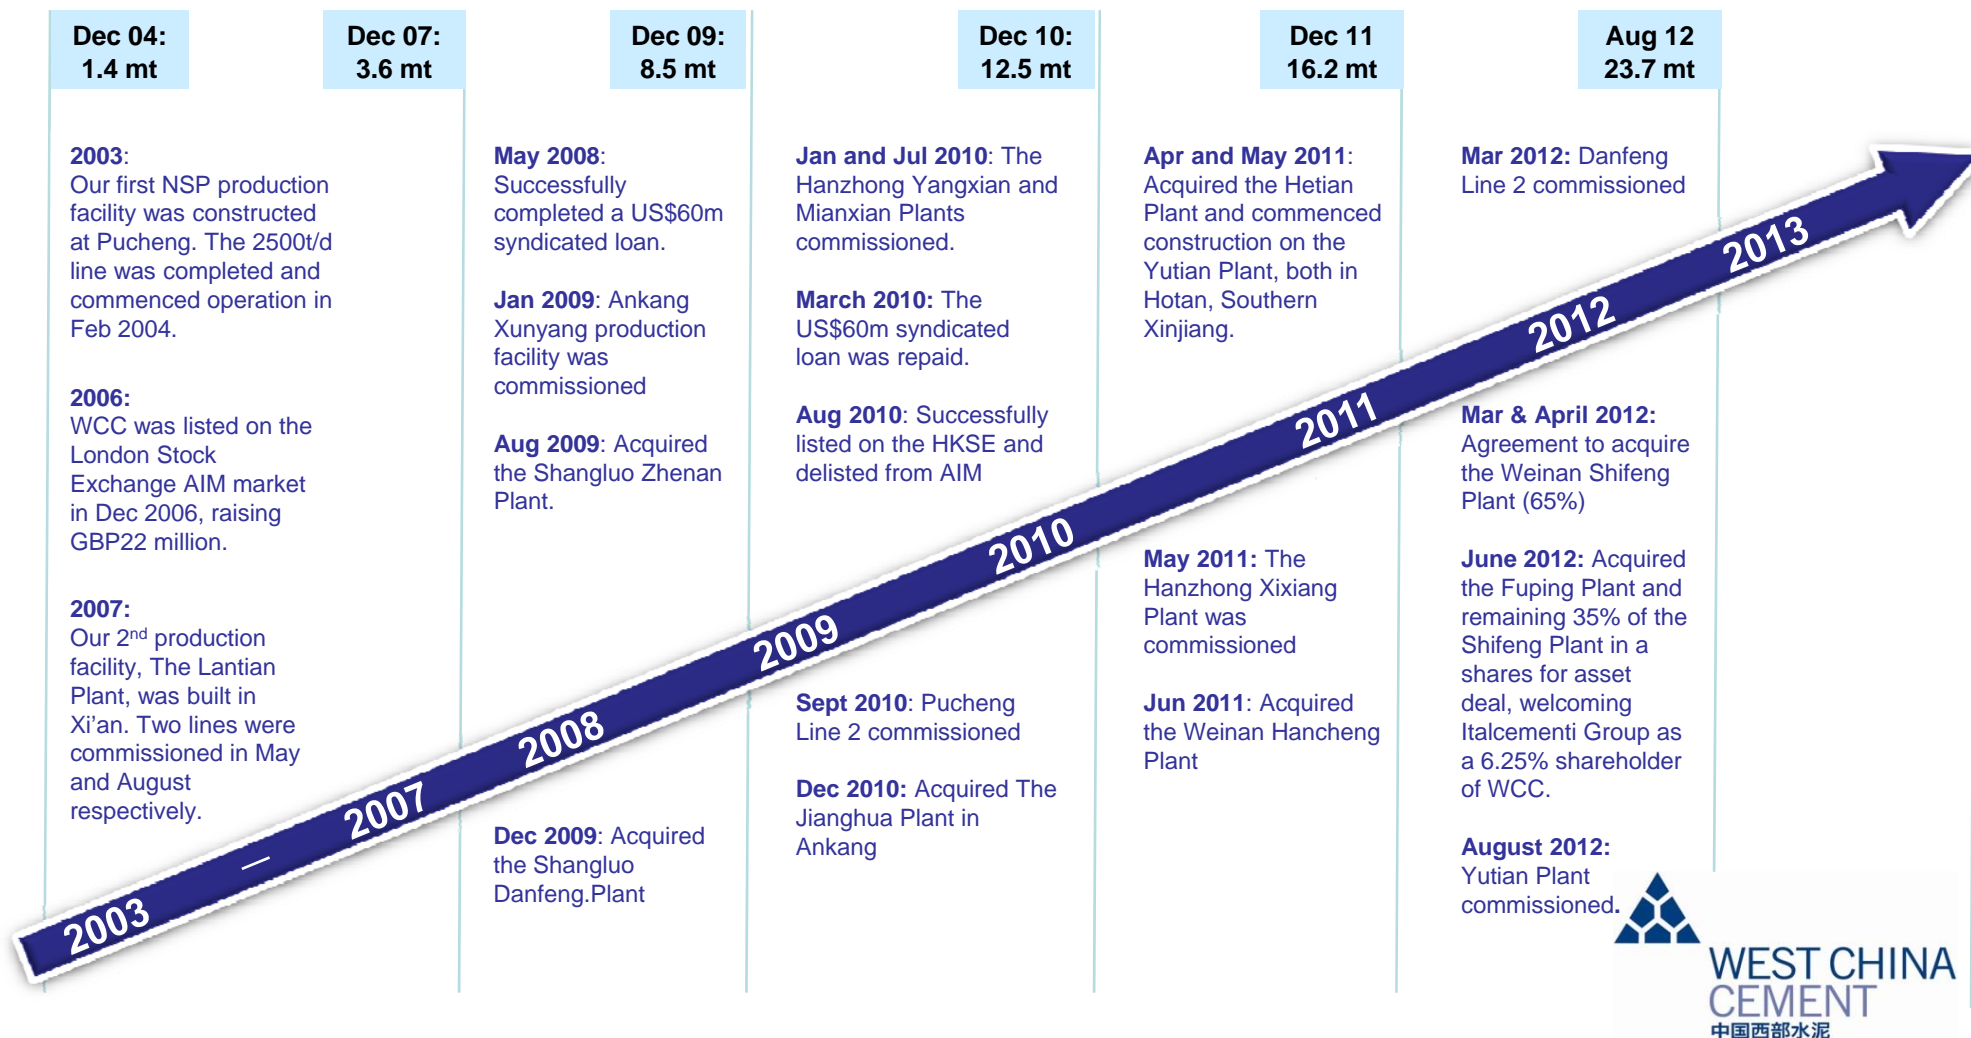 Dec 04:
1.4 mt
Dec 07:
3.6 mt
Dec 09:
8.5 mt
Dec 10:
12.5 mt
Dec 11
16.2 mt
Aug 12
23.7 mt
2003:
Our first NSP production
facility was constructed
at Pucheng. The 2500t/d
line was completed and
commenced operation in
Feb 2004.
2006:
WCC was listed on the
London Stock
Exchange AIM market
in Dec 2006, raising
GBP22 million.
2007:
Our 2nd production
facility, The Lantian
Plant, was built in
Xi’an. Two lines were
commissioned in May
and August
respectively.
May 2008:
Successfully
completed a US$60m
syndicated loan.
Jan 2009: Ankang
Xunyang production
facility was
commissioned
Aug 2009: Acquired
the Shangluo Zhenan
Plant.
Dec 2009: Acquired
the Shangluo
Danfeng.Plant
Jan and Jul 2010: The
Hanzhong Yangxian and
Mianxian Plants
commissioned.
March 2010: The
US$60m syndicated
loan was repaid.
Aug 2010: Successfully
listed on the HKSE and
delisted from AIM
Sept 2010: Pucheng
Line 2 commissioned
Dec 2010: Acquired The
Jianghua Plant in
Ankang
Apr and May 2011:
Acquired the Hetian
Plant and commenced
construction on the
Yutian Plant, both in
Hotan, Southern
Xinjiang.
May 2011: The
Hanzhong Xixiang
Plant was
commissioned
Jun 2011: Acquired
the Weinan Hancheng
Plant
Mar 2012: Danfeng
Line 2 commissioned
Mar & April 2012:
Agreement to acquire
the Weinan Shifeng
Plant (65%)
June 2012: Acquired
the Fuping Plant and
remaining 35% of the
Shifeng Plant in a
shares for asset
deal, welcoming
Italcementi Group as
a 6.25% shareholder
of WCC.
August 2012:
Yutian Plant
commissioned.
2003 — 2007 2008 2009 2010 2011 2012 2013
WEST CHINA
CEMENT
中国西部水泥